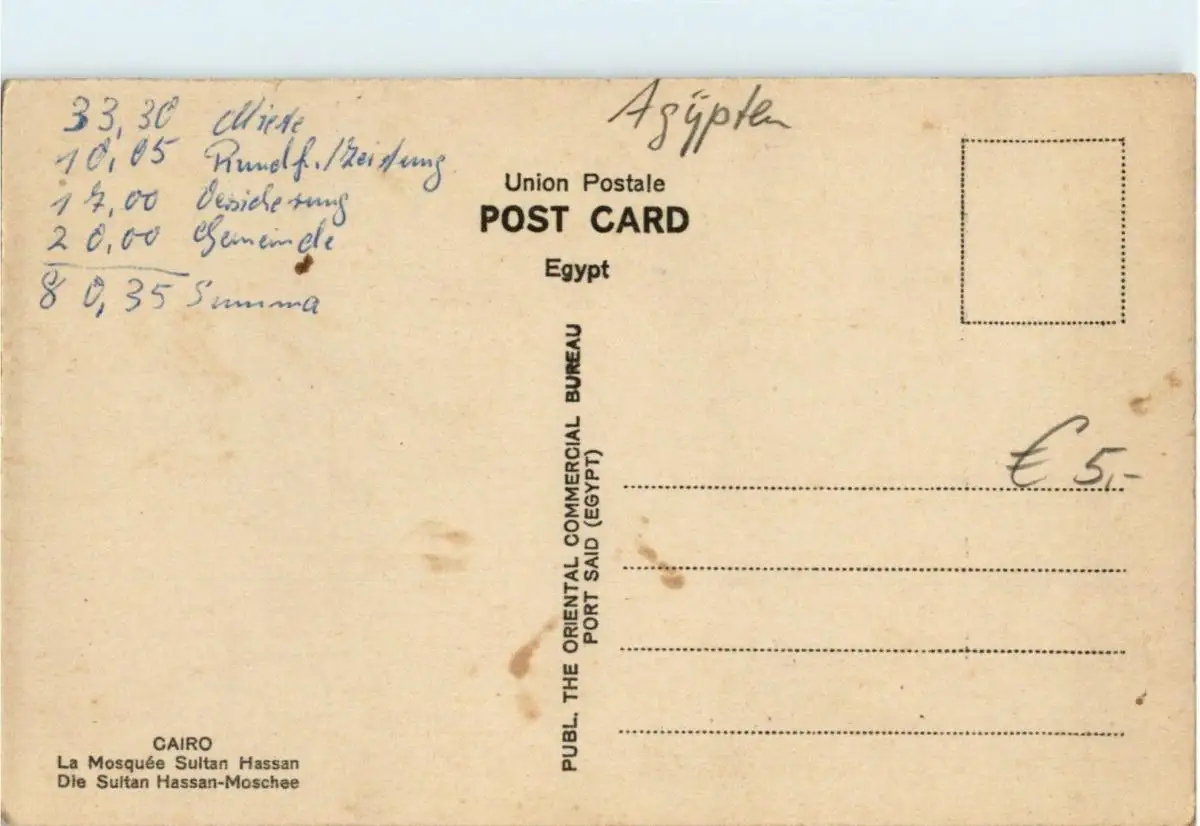 33,30 Miete
10,05 Rundf./Zeitung
17,00 Versicherung
20,00 Gemeinde
80,35 Summa
Agÿpten
Union Postale
POST CARD
Egypt
€ 5,-
PUBL. THE ORIENTAL COMMERCIAL BUREAU
PORT SAID (EGYPT)
CAIRO
La Mosquée Sultan Hassan
Die Sultan Hassan-Moschee